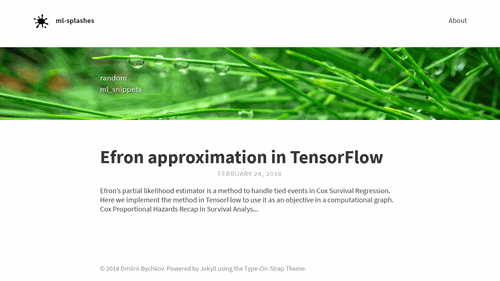 ml-splashes
About
random
ml_snippets
Efron approximation in TensorFlow
FEBRUARY 28, 2018
Efron's partial likelihood estimator is a method to handle tied events in Cox Survival Regression.
Here we implement the method in TensorFlow to use it as an objective in a computational graph.
Cox Proportional Hazards Recap In Survival Analys...
© 2018 Dmitrii Bychkov. Powered by Jekyll using the Type-On-Strap Theme.